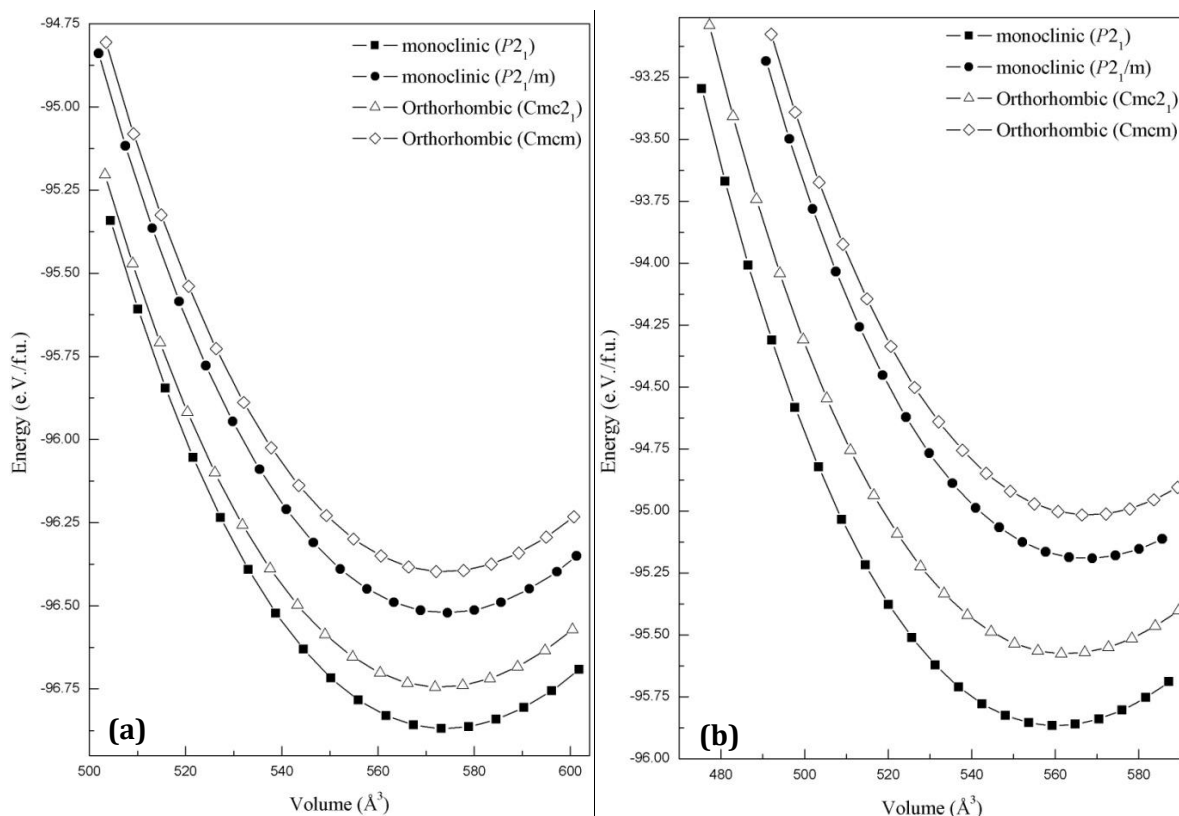 -94.75
-95.00
-95.25
-95.50
-95.75
-96.00
-96.25
-96.50
-96.75
Energy (e.V./f.u.)
monoclinic (P2₁)
monoclinic (P2₁/m)
Orthorhombic (Cmc2₁)
Orthorhombic (Cmcm)
(a)
500 520 540 560 580 600
Volume (Å³)
-93.25
-93.50
-93.75
-94.00
-94.25
-94.50
-94.75
-95.00
-95.25
-95.50
-95.75
-96.00
Energy (e.V./f.u.)
monoclinic (P2₁)
monoclinic (P2₁/m)
Orthorhombic (Cmc2₁)
Orthorhombic (Cmcm)
(b)
480 500 520 540 560 580
Volume (Å³)